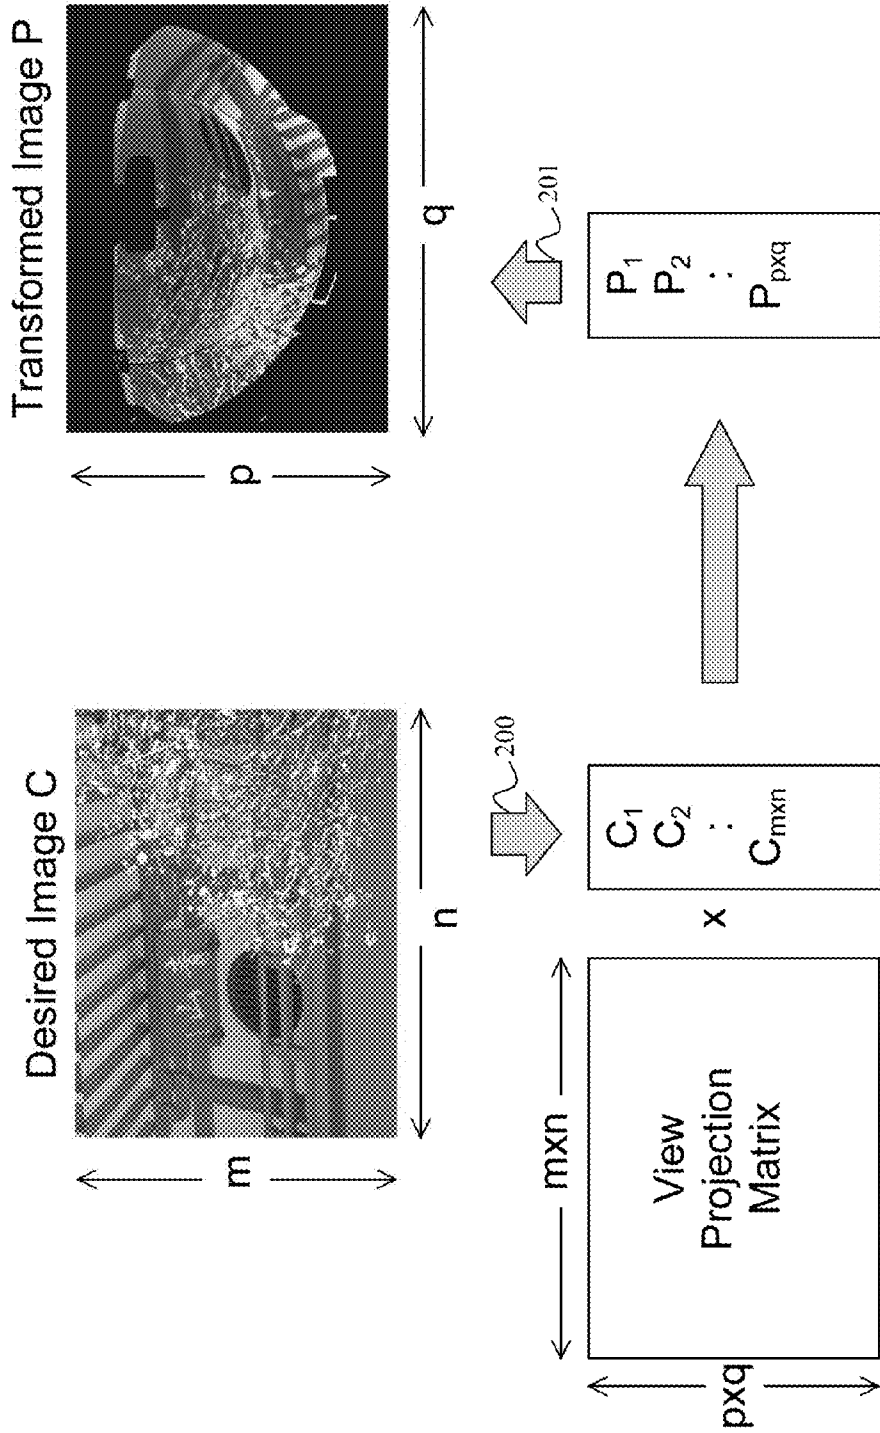 Desired Image C
Transformed Image P
m
n
p
q
200
201
mxn
pxq
View
Projection
Matrix
x
C1
C2
:
Cmxn
P1
P2
:
Ppxq